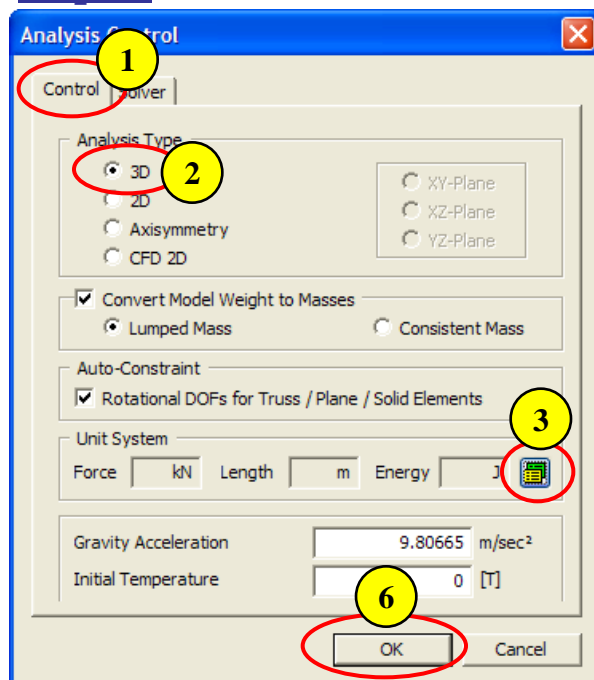 Analysis Control
1
Control Solver
Analysis Type
3D
2
2D
Axisymmetry
CFD 2D
XY-Plane
XZ-Plane
YZ-Plane
Convert Model Weight to Masses
Lumped Mass Consistent Mass
Auto-Constraint
Rotational DOFs for Truss / Plane / Solid Elements
3
Unit System
Force kN Length m Energy J
Gravity Acceleration 9.80665 m/sec²
Initial Temperature 0 [T]
6
OK Cancel